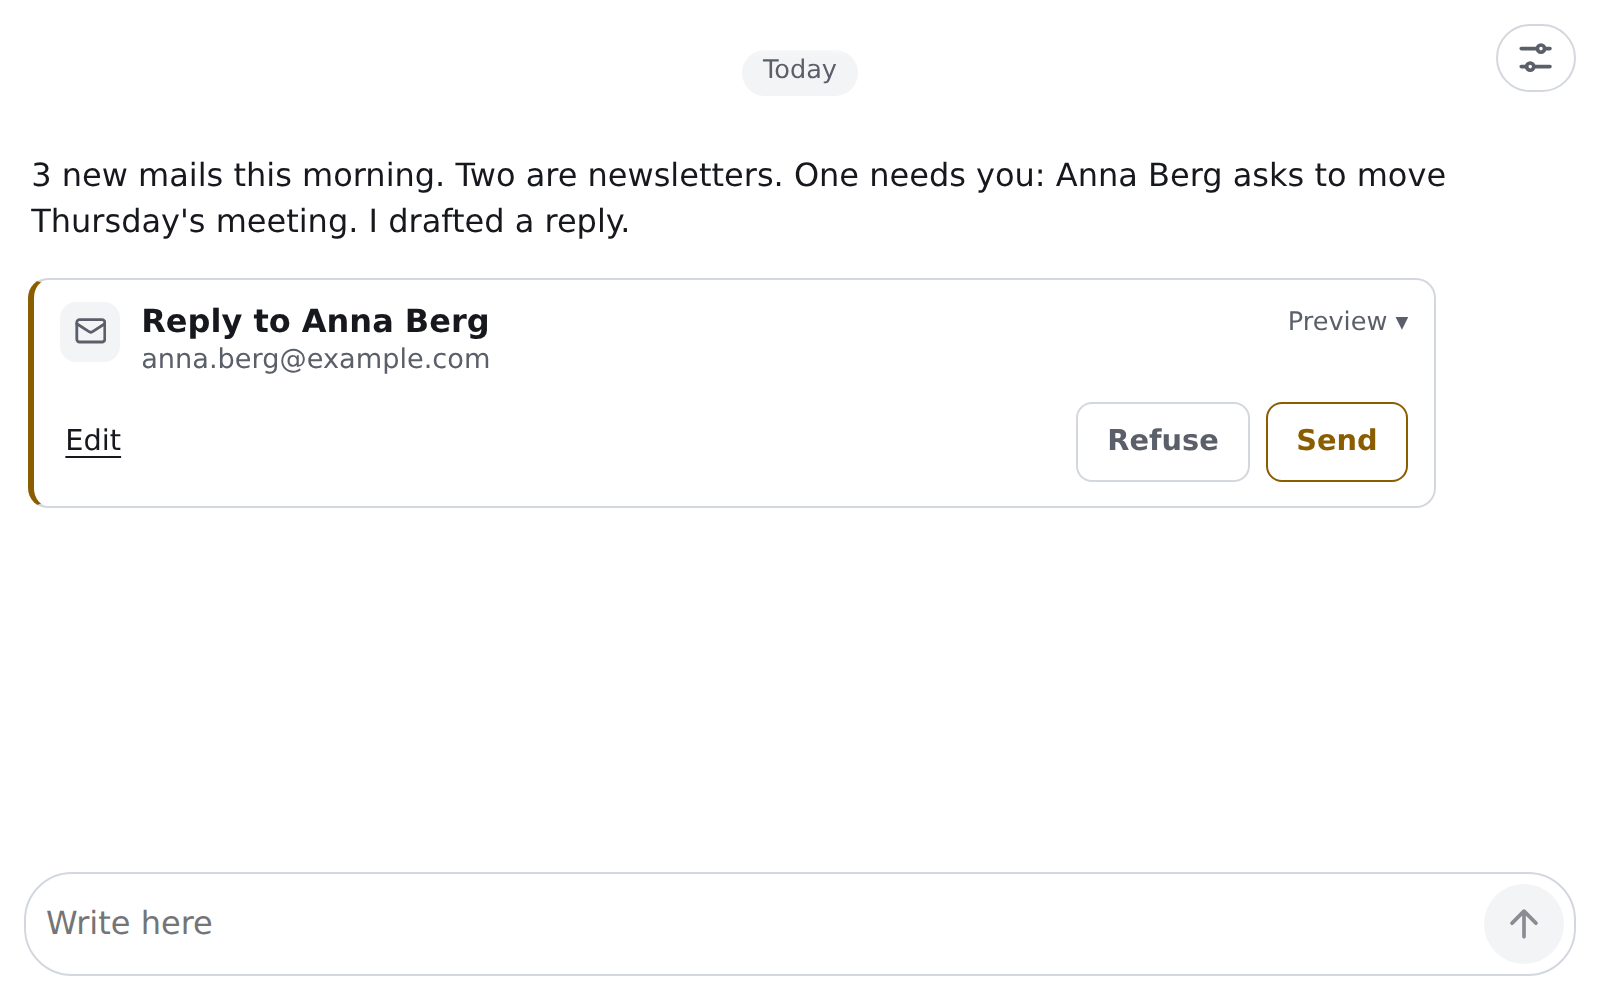 Today
3 new mails this morning. Two are newsletters. One needs you: Anna Berg asks to move
Thursday's meeting. I drafted a reply.
Reply to Anna Berg
Preview ▾
anna.berg@example.com
Edit
Refuse
Send
Write here